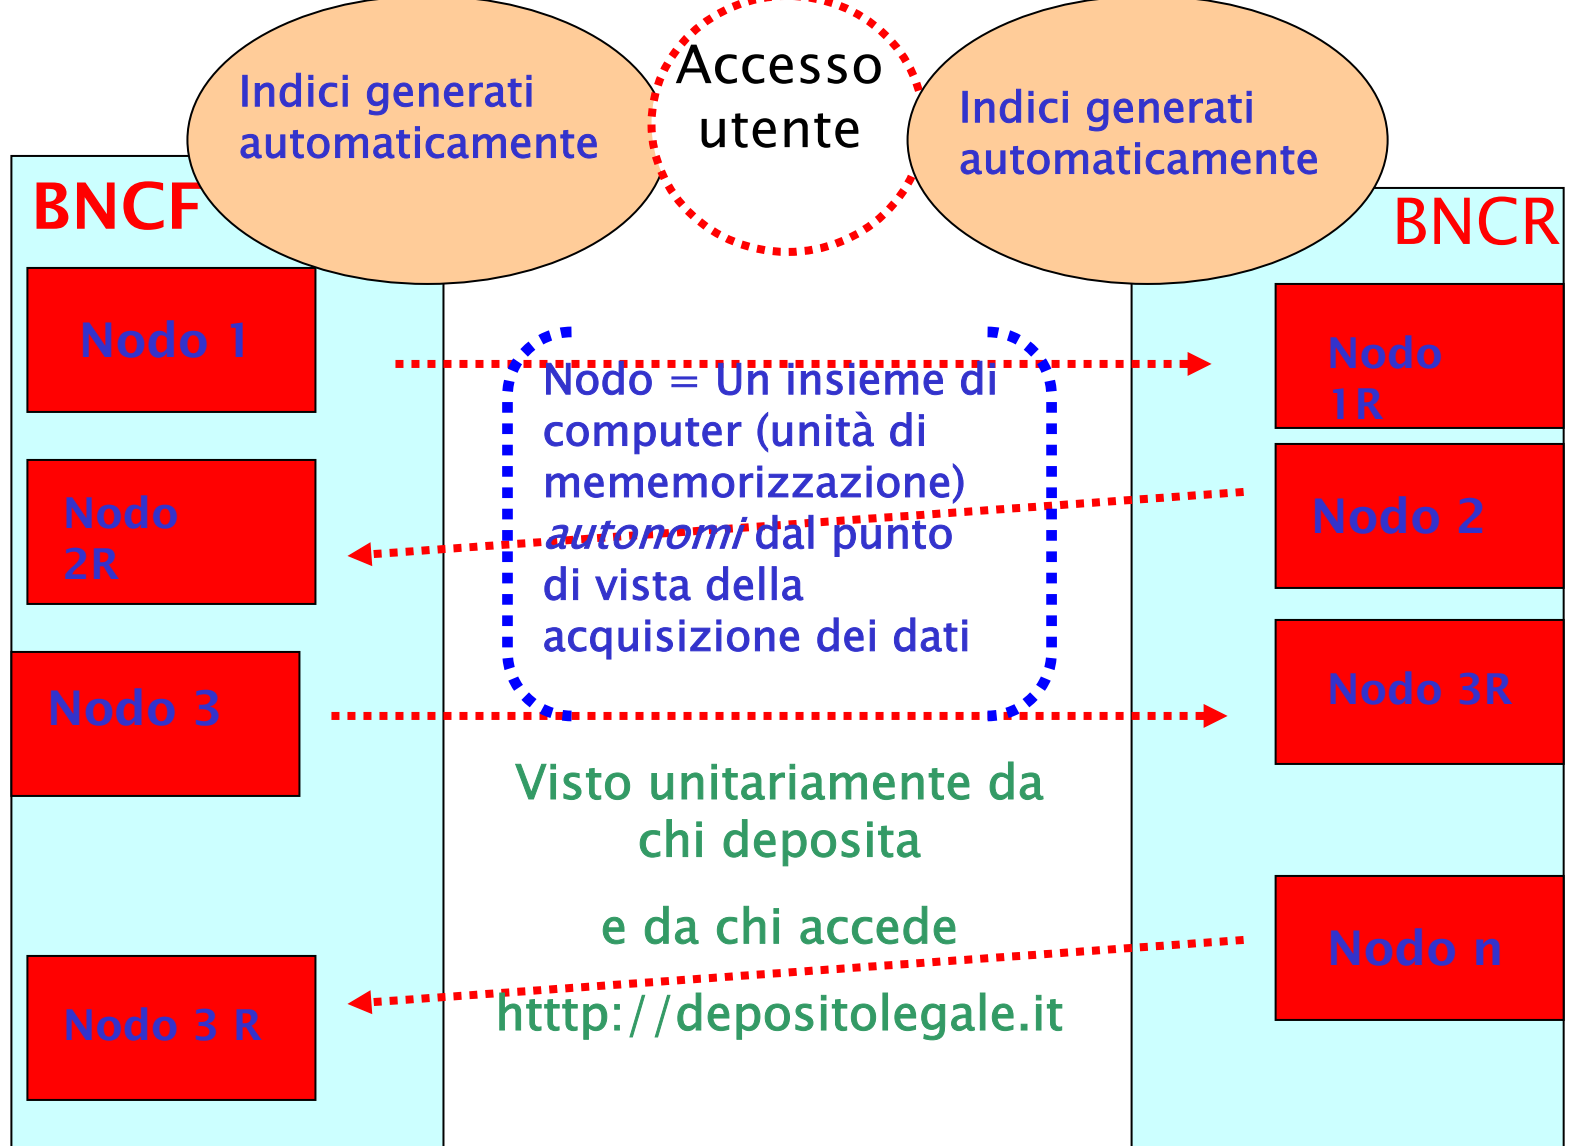 Accesso
utente
Indici generati
automaticamente
Indici generati
automaticamente
BNCF
BNCR
Nodo 1
Nodo
1R
Nodo = Un insieme di
computer (unità di
mememorizzazione)
autonomi dal punto
di vista della
acquisizione dei dati
Nodo
2R
Nodo 2
Nodo 3
Nodo 3R
Visto unitariamente da
chi deposita
e da chi accede
htttp://depositolegale.it
Nodo n
Nodo 3 R